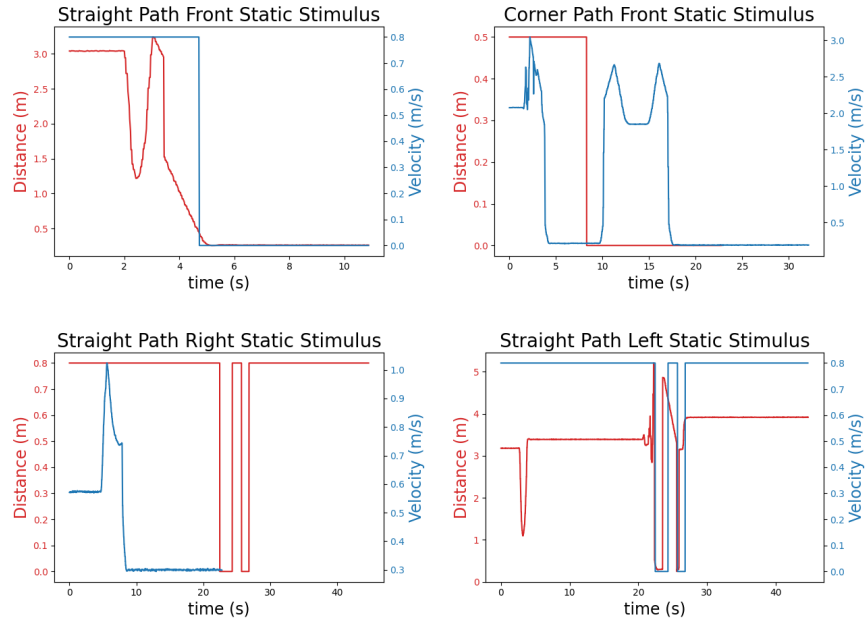 Straight Path Front Static Stimulus
Distance (m)
3.0
2.5
2.0
1.5
1.0
0.5
0.8
0.7
0.6
0.5
0.4
0.3
0.2
0.1
0.0
Velocity (m/s)
0 2 4 6 8 10
time (s)
Corner Path Front Static Stimulus
Distance (m)
0.5
0.4
0.3
0.2
0.1
0.0
3.0
2.5
2.0
1.5
1.0
0.5
Velocity (m/s)
0 5 10 15 20 25 30
time (s)
Straight Path Right Static Stimulus
Distance (m)
0.8
0.7
0.6
0.5
0.4
0.3
0.2
0.1
0.0
1.0
0.9
0.8
0.7
0.6
0.5
0.4
0.3
Velocity (m/s)
0 20 40
time (s)
Straight Path Left Static Stimulus
Distance (m)
5
4
3
2
1
0
0.8
0.7
0.6
0.5
0.4
0.3
0.2
0.1
0.0
Velocity (m/s)
0 20 40
time (s)